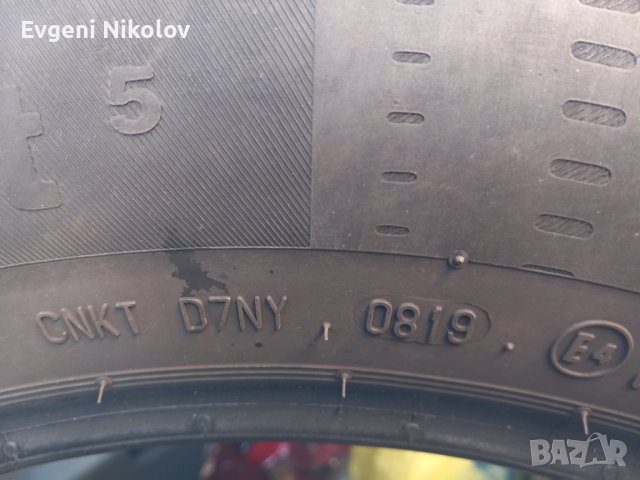 Evgeni Nikolov
t 5
CNKT D7NY 0819 E4
BAZAR